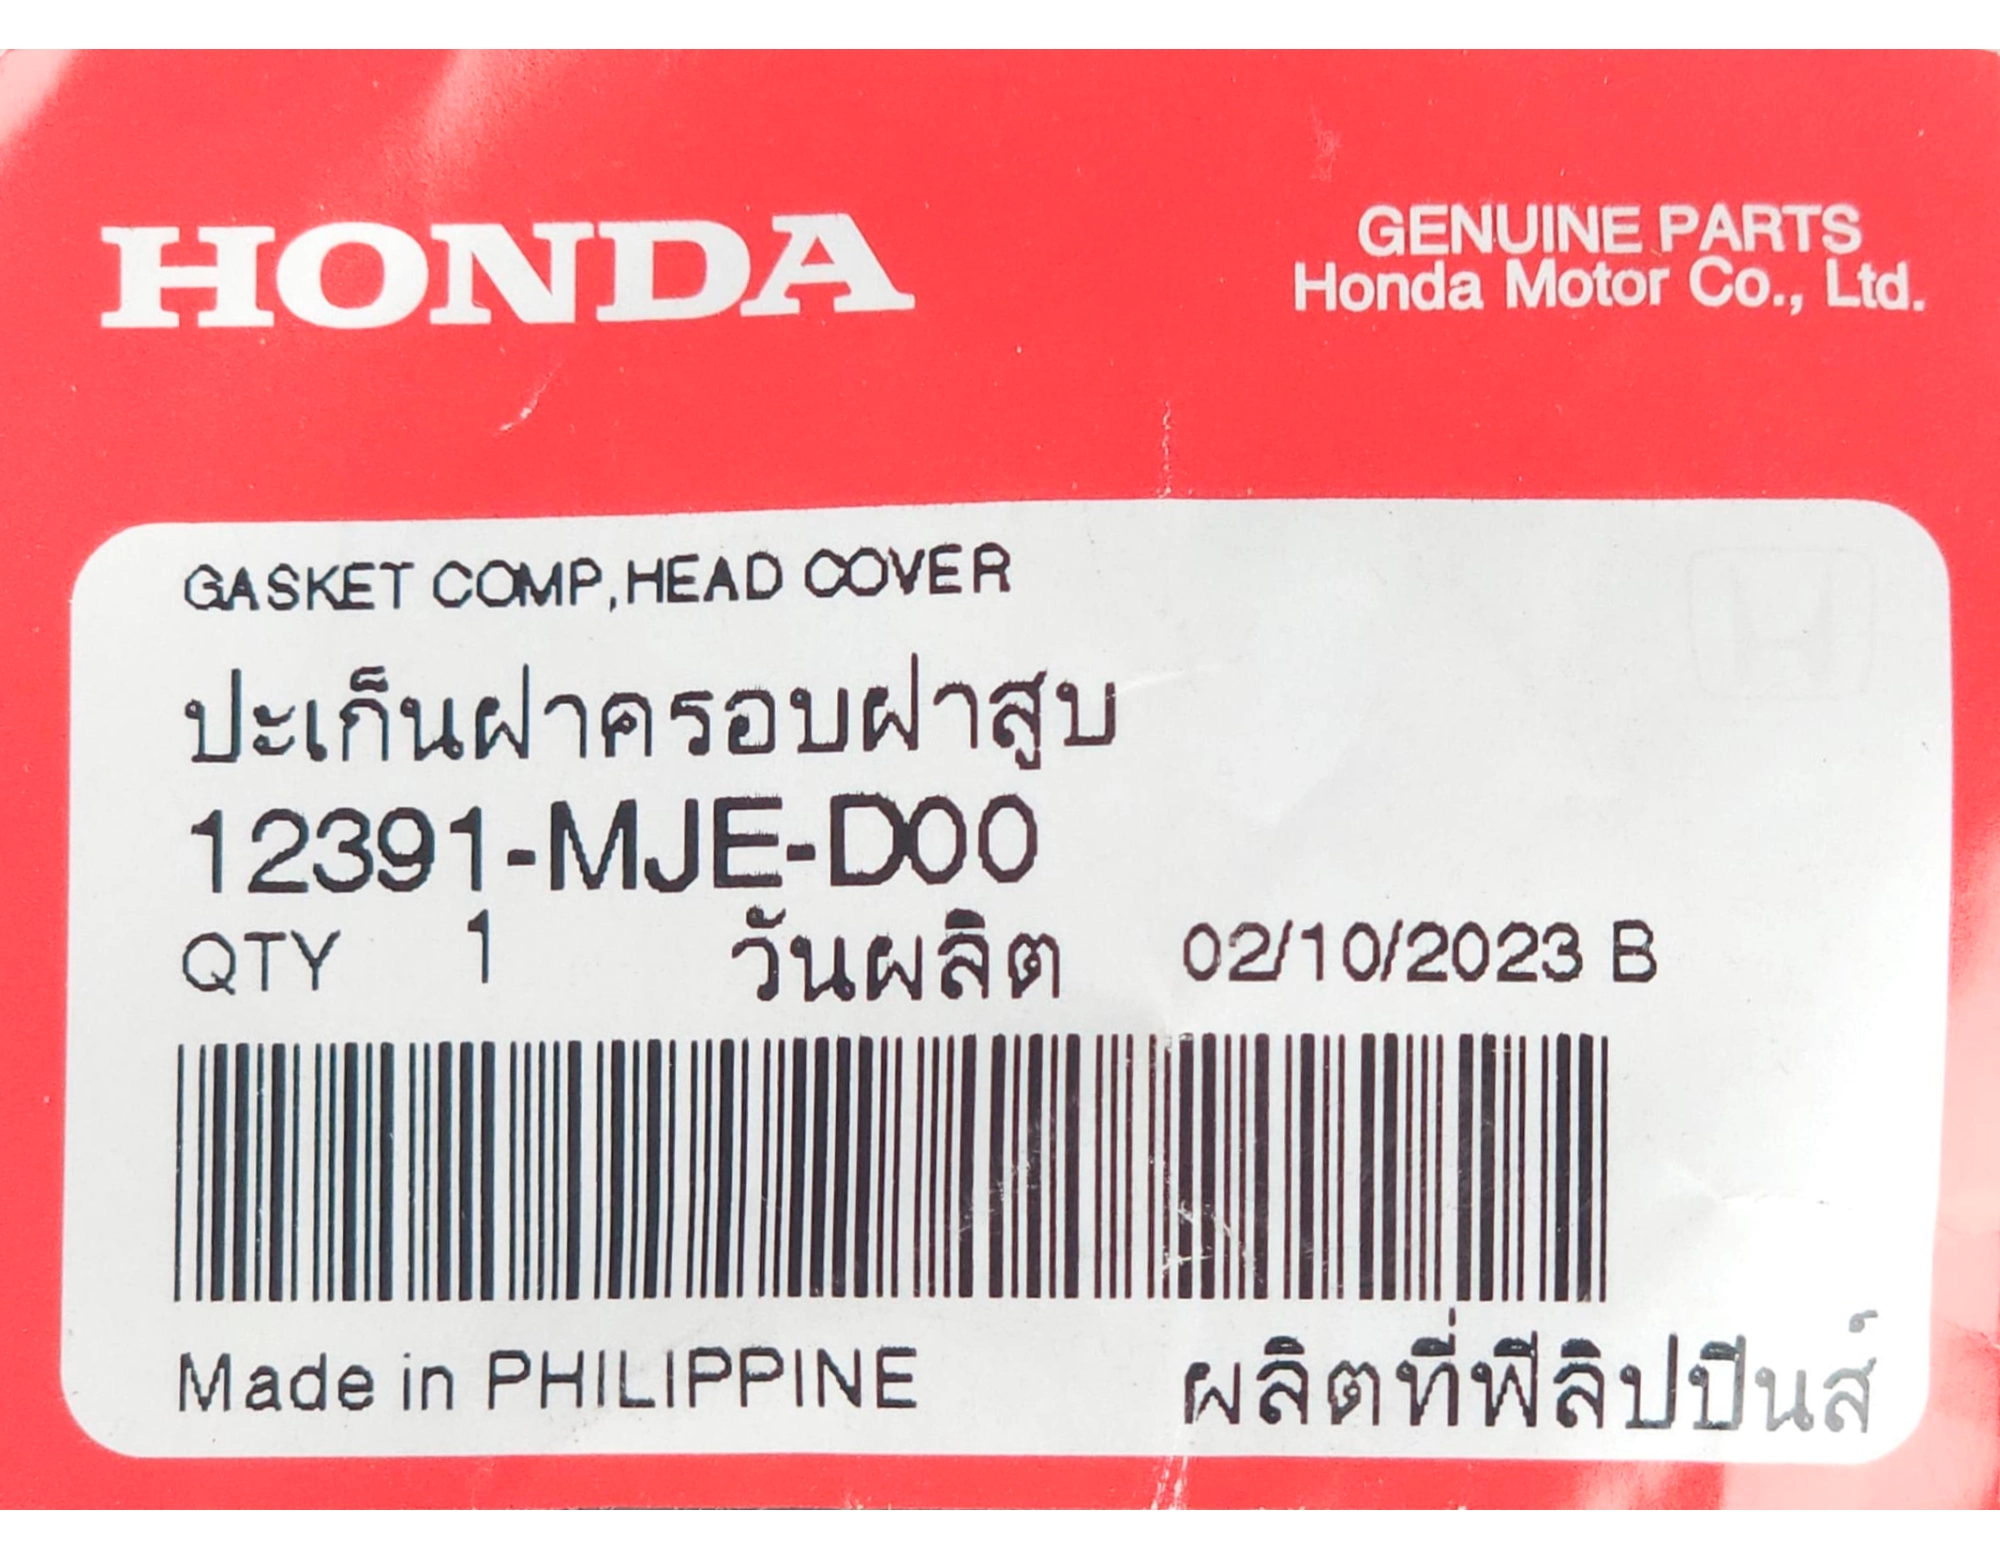 HONDA
GENUINE PARTS
Honda Motor Co., Ltd.
GASKET COMP,HEAD COVER
ปะเก็นฝาครอบฝาสูบ
12391-MJE-D00
QTY 1 วันผลิต 02/10/2023 B
Made in PHILIPPINE ผลิตที่ฟีลิปปีนส์